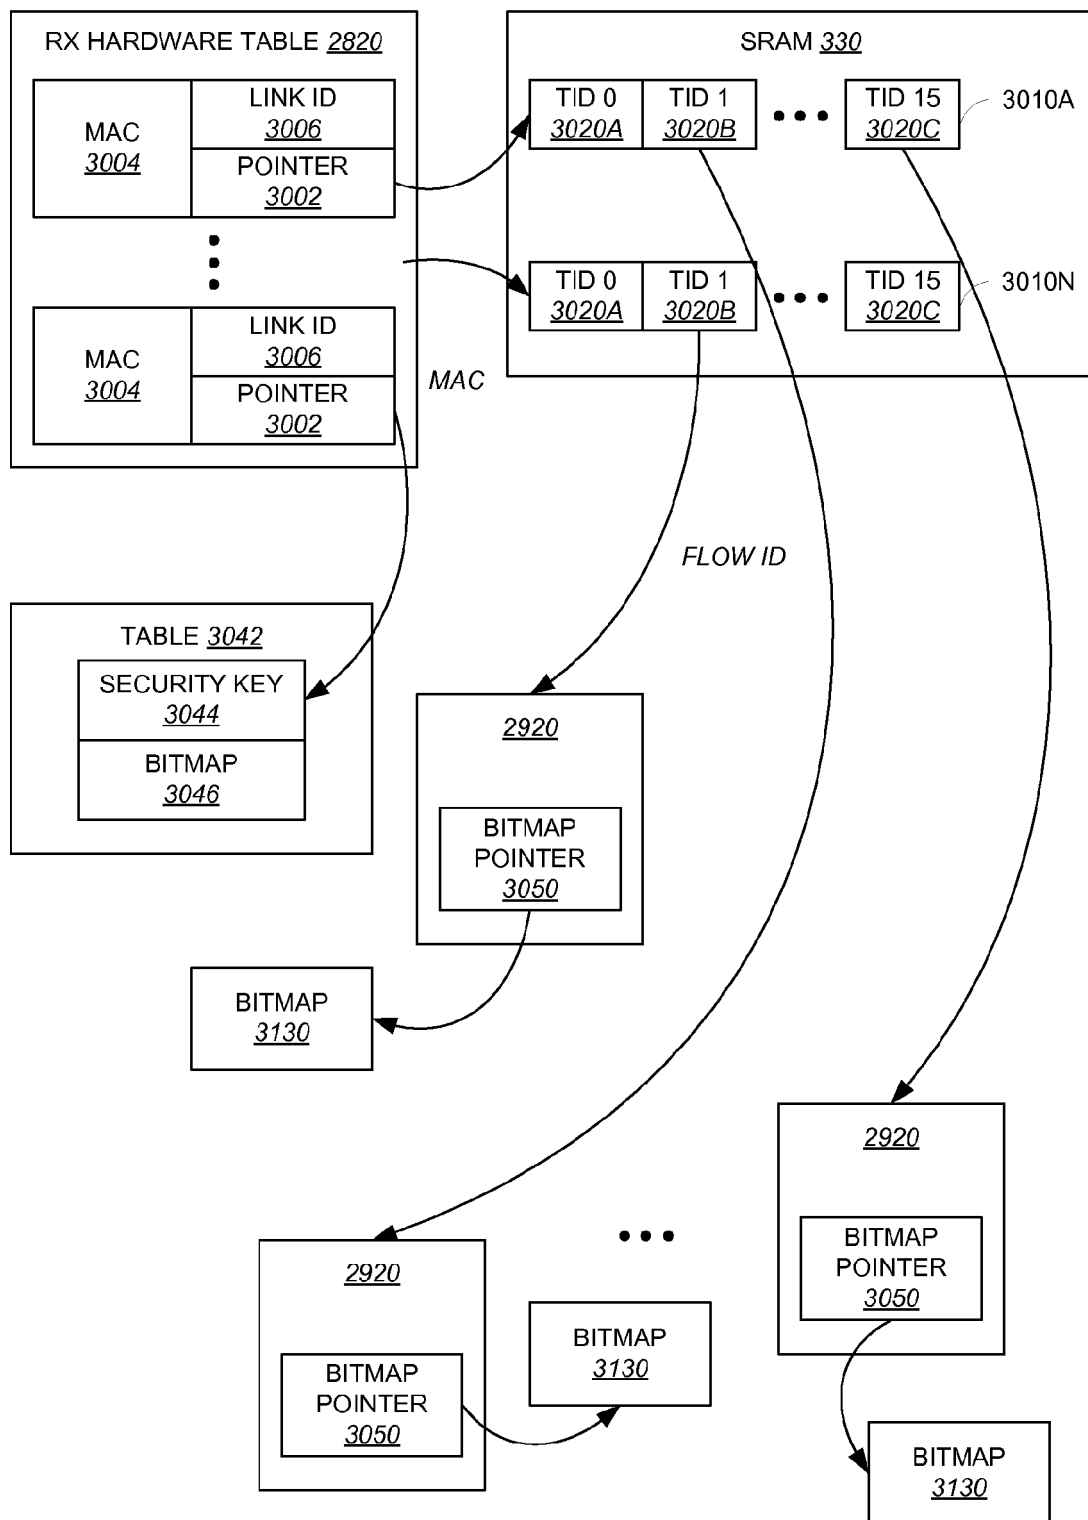 RX HARDWARE TABLE 2820
MAC
3004
LINK ID
3006
POINTER
3002
MAC
3004
LINK ID
3006
POINTER
3002
SRAM 330
TID 0
3020A
TID 1
3020B
TID 15
3020C
3010A
TID 0
3020A
TID 1
3020B
TID 15
3020C
3010N
MAC
FLOW ID
TABLE 3042
SECURITY KEY
3044
BITMAP
3046
2920
BITMAP
POINTER
3050
BITMAP
3130
2920
BITMAP
POINTER
3050
BITMAP
3130
2920
BITMAP
POINTER
3050
BITMAP
3130